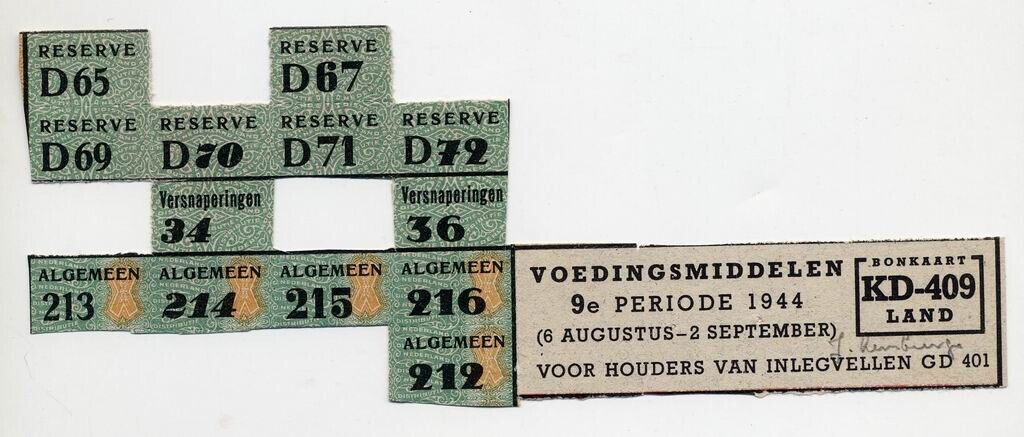 RESERVE
D65
RESERVE
D67
RESERVE
D69
RESERVE
D70
RESERVE
D71
RESERVE
D72
Versnaperingen
34
Versnaperingen
36
ALGEMEEN
213
ALGEMEEN
214
ALGEMEEN
215
ALGEMEEN
216
ALGEMEEN
212
VOEDINGSMIDDELEN
9e PERIODE 1944
(6 AUGUSTUS–2 SEPTEMBER)
VOOR HOUDERS VAN INLEGVELLEN GD 401
BONKAART
KD-409
LAND